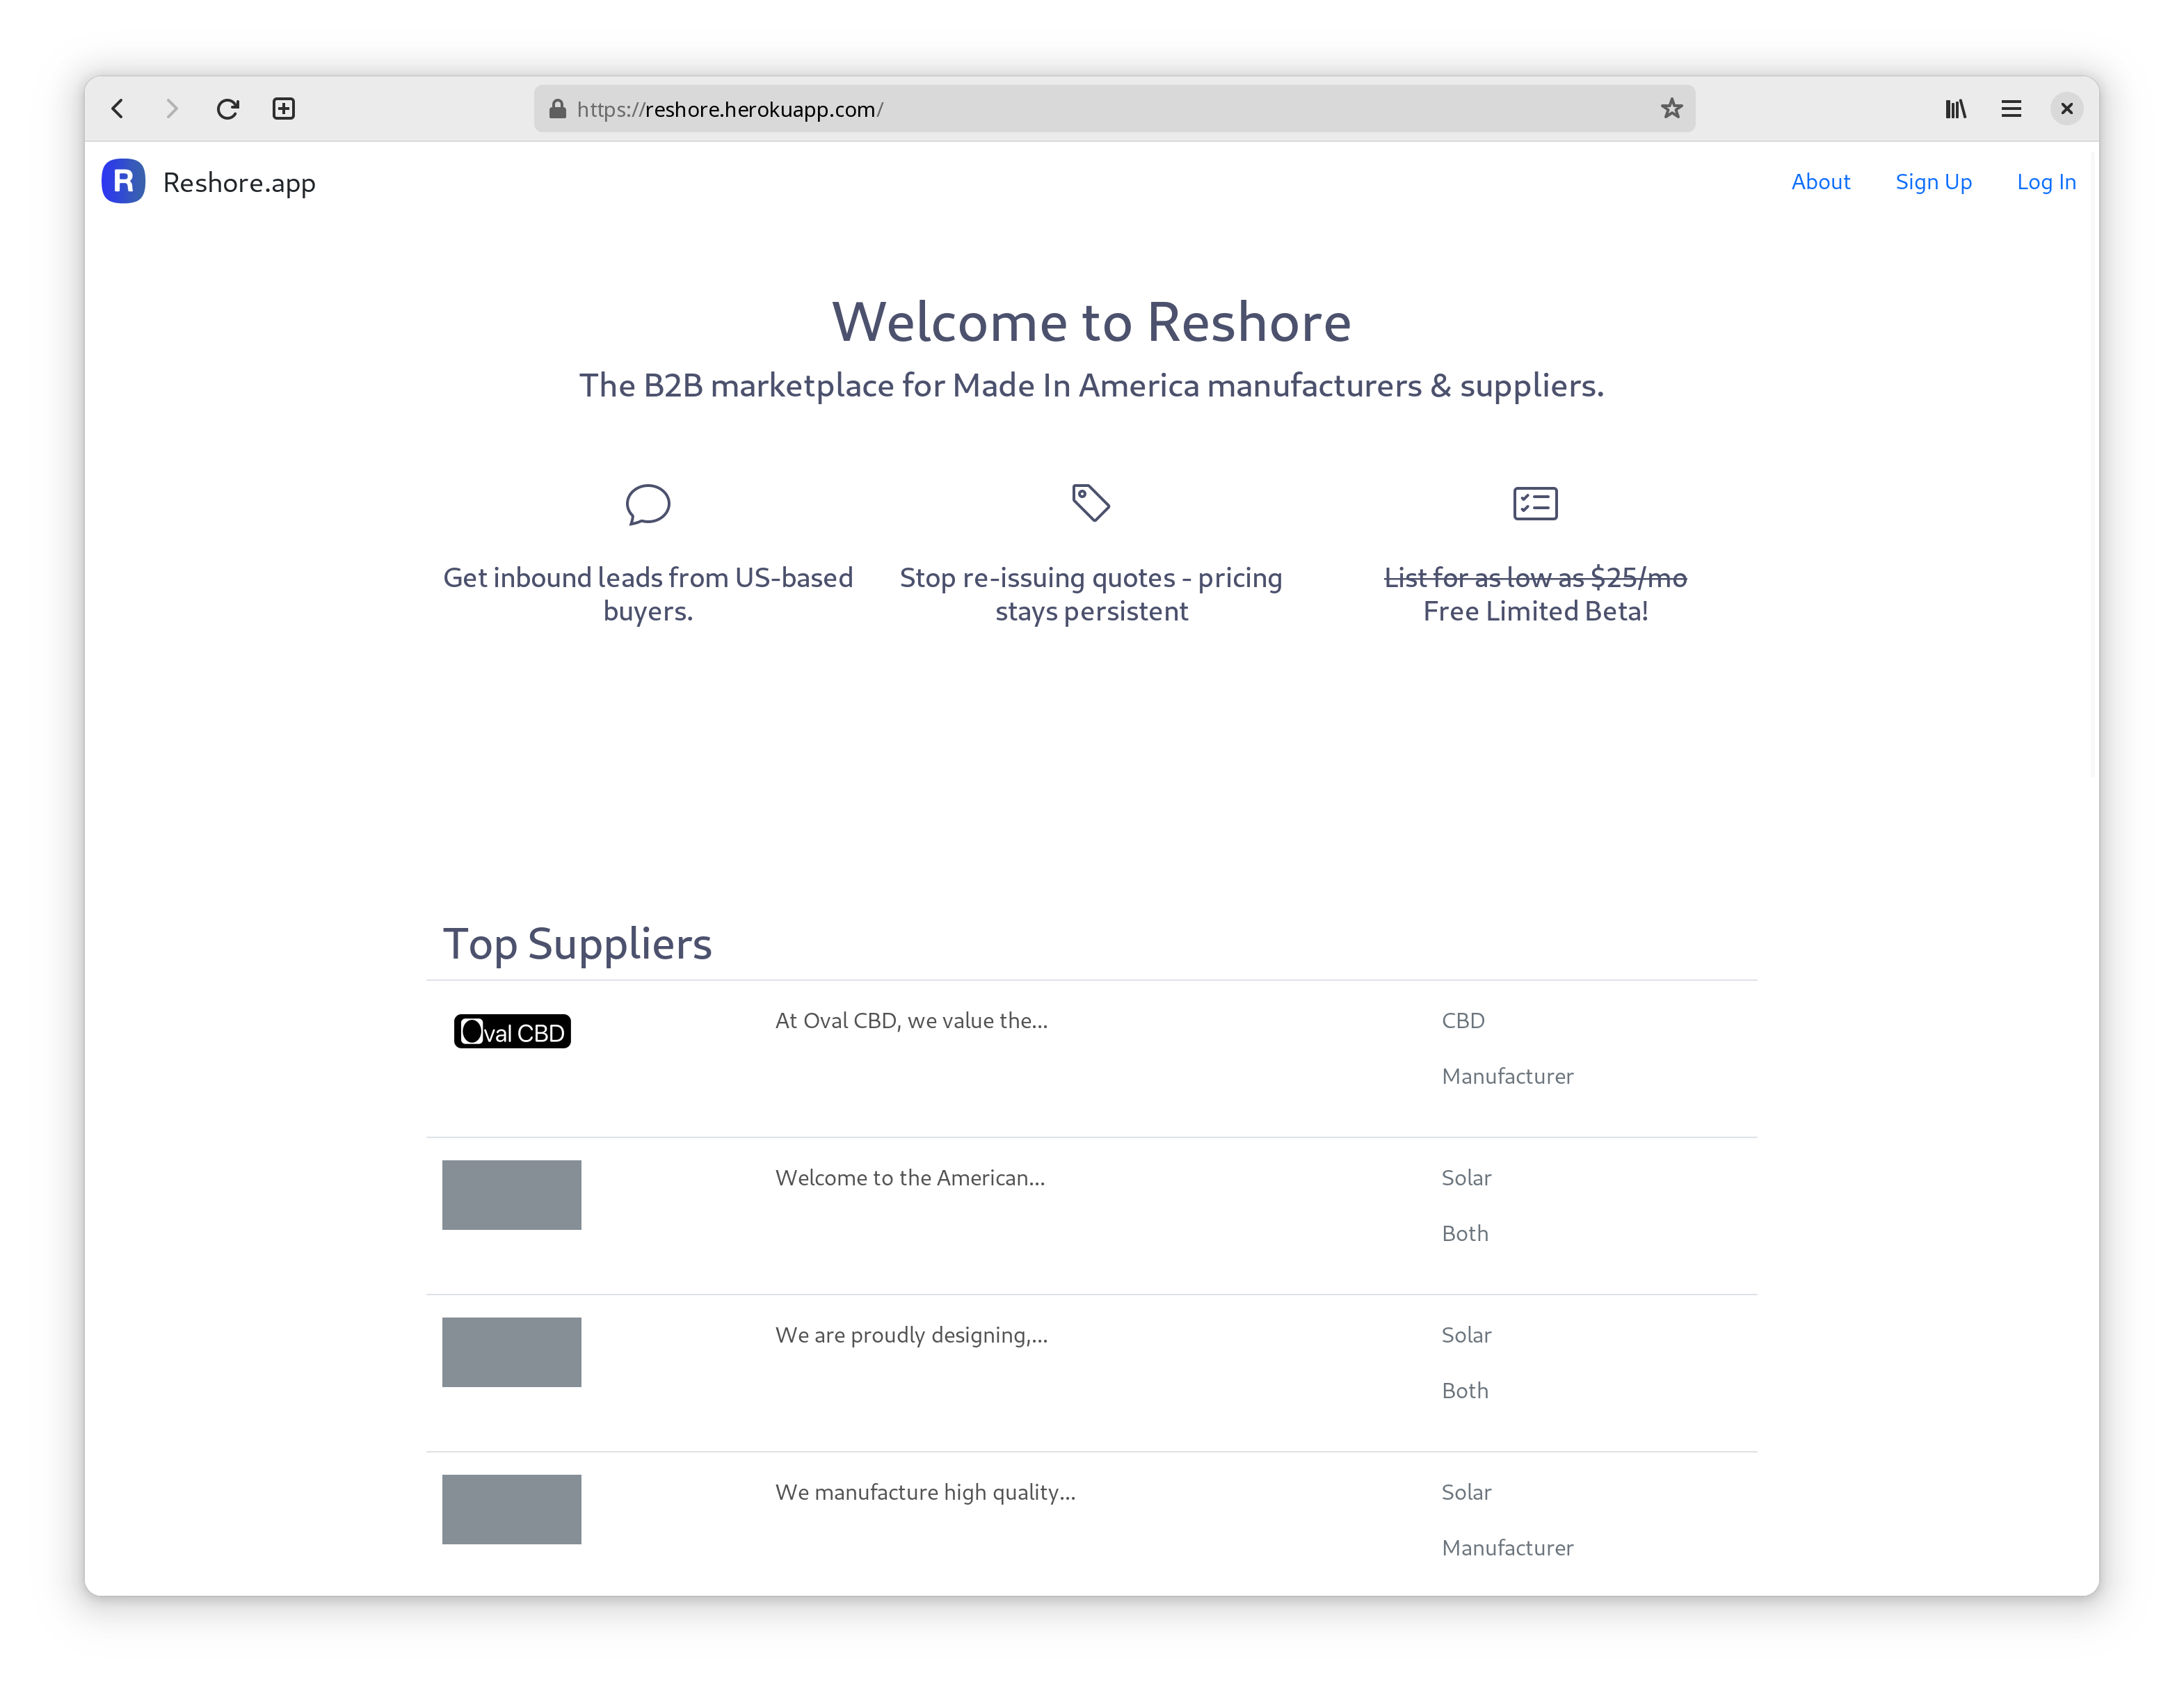 https://reshore.herokuapp.com/
R Reshore.app
About Sign Up Log In
Welcome to Reshore
The B2B marketplace for Made In America manufacturers & suppliers.
Get inbound leads from US-based
buyers.
Stop re-issuing quotes - pricing
stays persistent
List for as low as $25/mo
Free Limited Beta!
Top Suppliers
Oval CBD
At Oval CBD, we value the...
CBD
Manufacturer
Welcome to the American...
Solar
Both
We are proudly designing,...
Solar
Both
We manufacture high quality...
Solar
Manufacturer